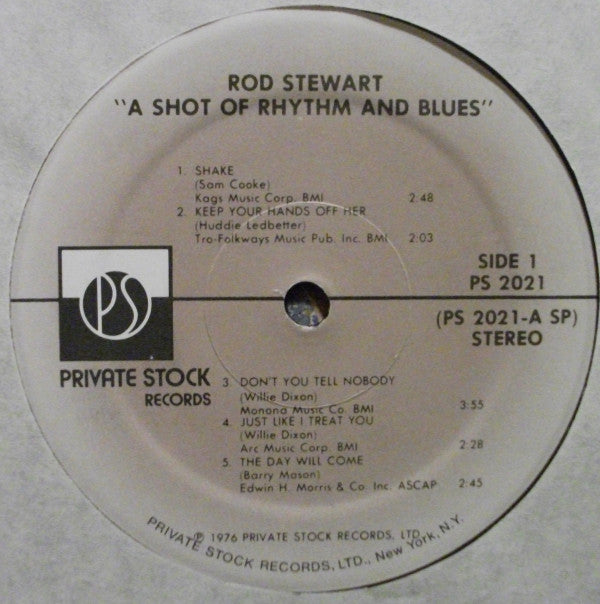 ROD STEWART
"A SHOT OF RHYTHM AND BLUES"
1. SHAKE
(Sam Cooke)
Kags Music Corp. BMI 2:48
2. KEEP YOUR HANDS OFF HER
(Huddie Ledbetter)
Tro-Folkways Music Pub. Inc. BMI 2:03
SIDE 1
PS 2021
PS
(PS 2021-A SP)
STEREO
PRIVATE STOCK
RECORDS
3. DON'T YOU TELL NOBODY
(Willie Dixon)
Monona Music Co. BMI 3:55
4. JUST LIKE I TREAT YOU
(Willie Dixon)
Arc Music Corp. BMI 2:28
5. THE DAY WILL COME
(Barry Mason)
Edwin H. Morris & Co. Inc. ASCAP 2:45
℗ 1976 PRIVATE STOCK RECORDS, LTD.
PRIVATE STOCK RECORDS, LTD., New York, N.Y.